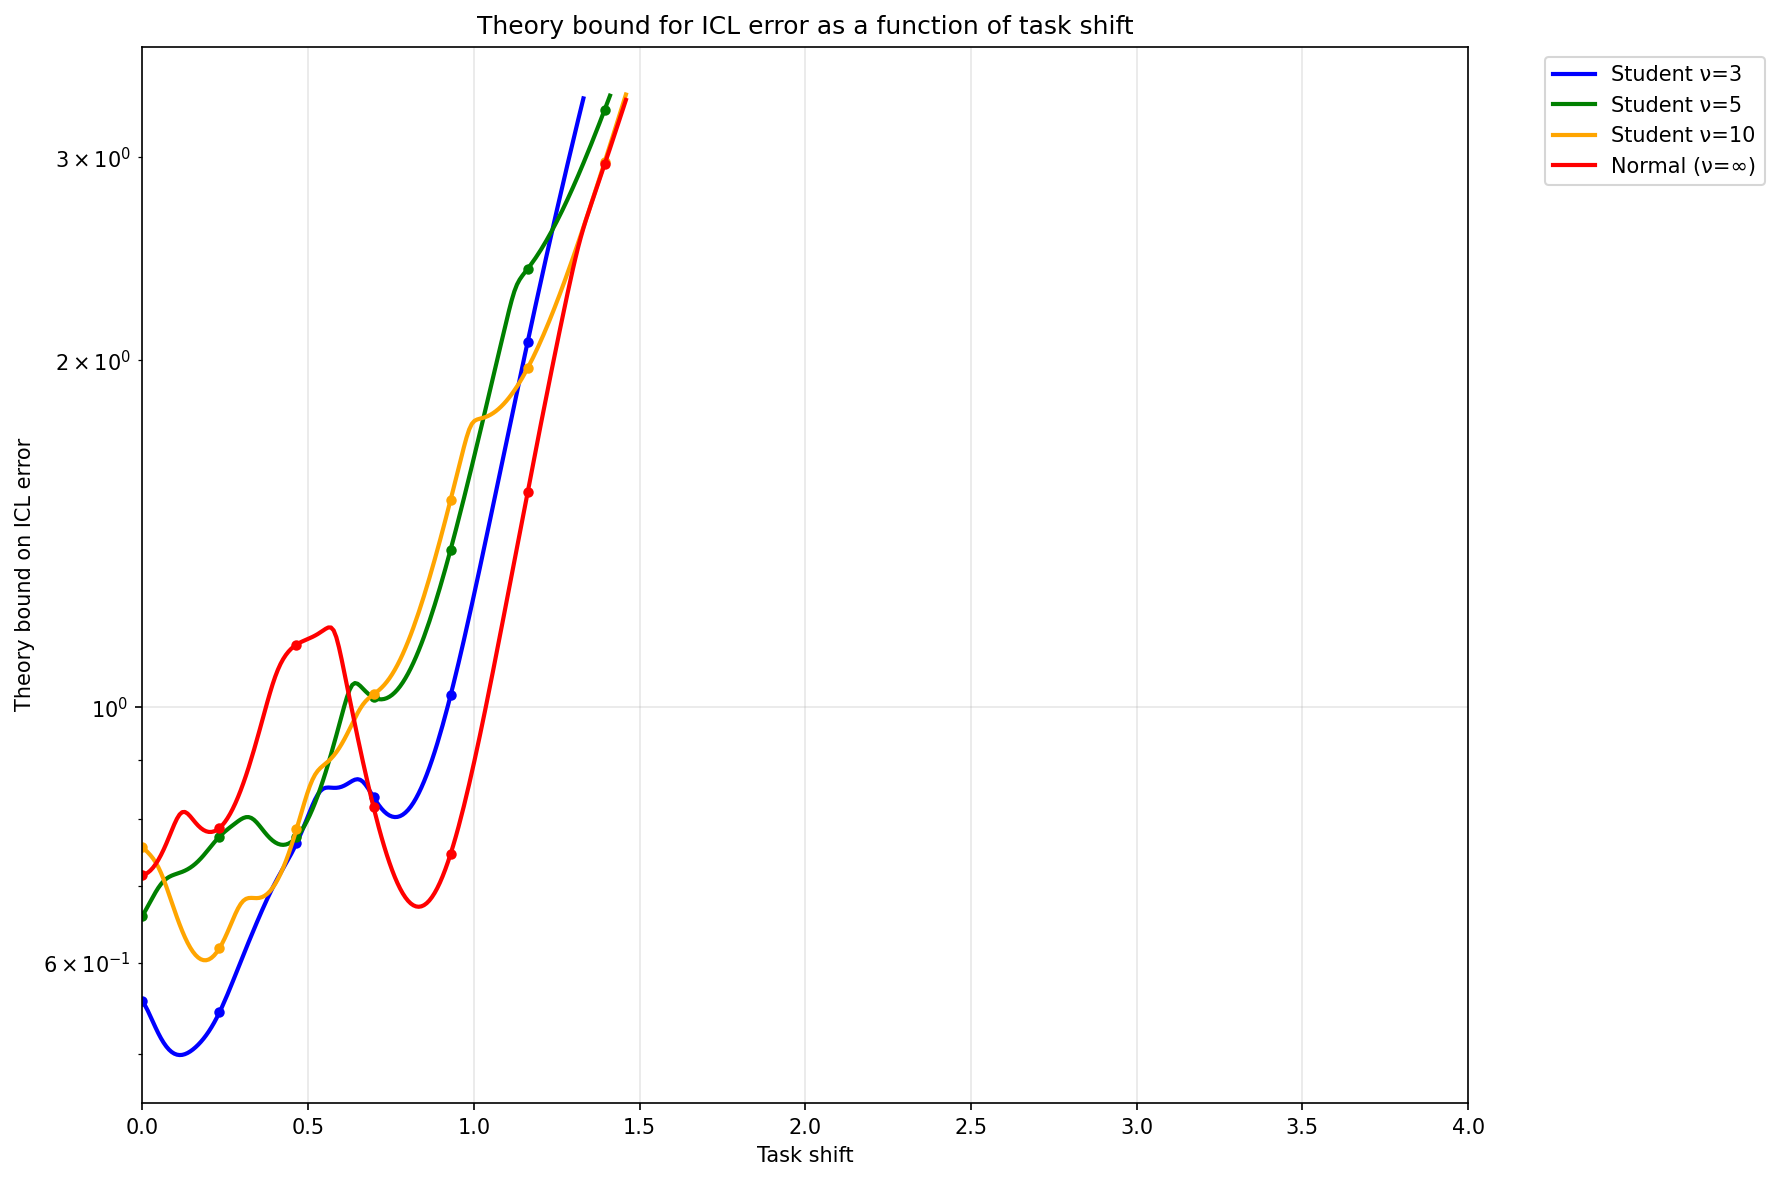 Theory bound for ICL error as a function of task shift
Student ν=3
Student ν=5
Student ν=10
Normal (ν=∞)
Theory bound on ICL error
3 × 10⁰
2 × 10⁰
10⁰
6 × 10⁻¹
0.0 0.5 1.0 1.5 2.0 2.5 3.0 3.5 4.0
Task shift